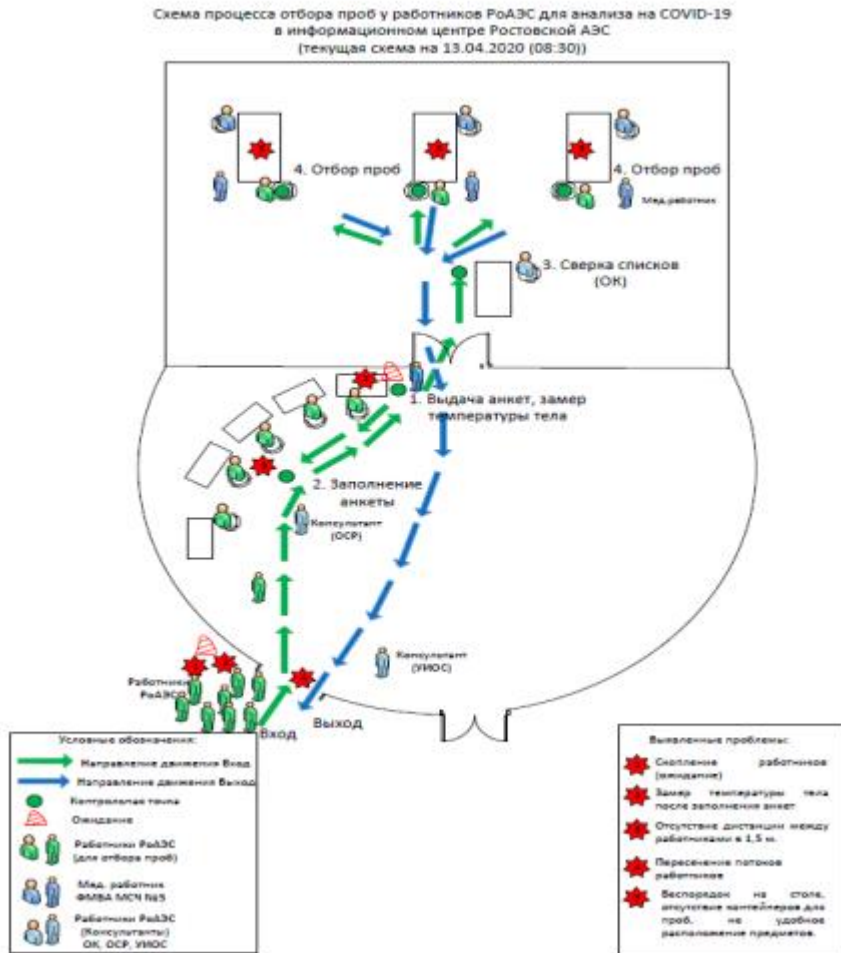 Схема процесса отбора проб у работников РоАЭС для анализа на COVID-19
в информационном центре Ростовской АЭС
(текущая схема на 13.04.2020 (08:30))
4. Отбор проб
4. Отбор проб
Мед.работник
3. Сверка списков
(ОК)
1. Выдача анкет, замер
температуры тела
2. Заполнение
анкеты
Консультант
(ОСР)
Консультант
(УИОС)
Работники
РоАЭС
Вход
Выход
Условные обозначения:
Направление движения Вход
Направление движения Выход
Контрольная точка
Ожидание
Работники РоАЭС
(для отбора проб)
Мед. работник
ФМБА МСЧ №5
Работники РоАЭС
(Консультанты)
ОК, ОСР, УИОС
Выявленные проблемы:
Скопление работников
(ожидание)
Замер температуры тела
после заполнения анкет
Отсутствие дистанции между
работниками в 1,5 м.
Пересечение потоков
работников
Беспорядок на столе,
отсутствие контейнеров для
проб, не удобное
расположение предметов.